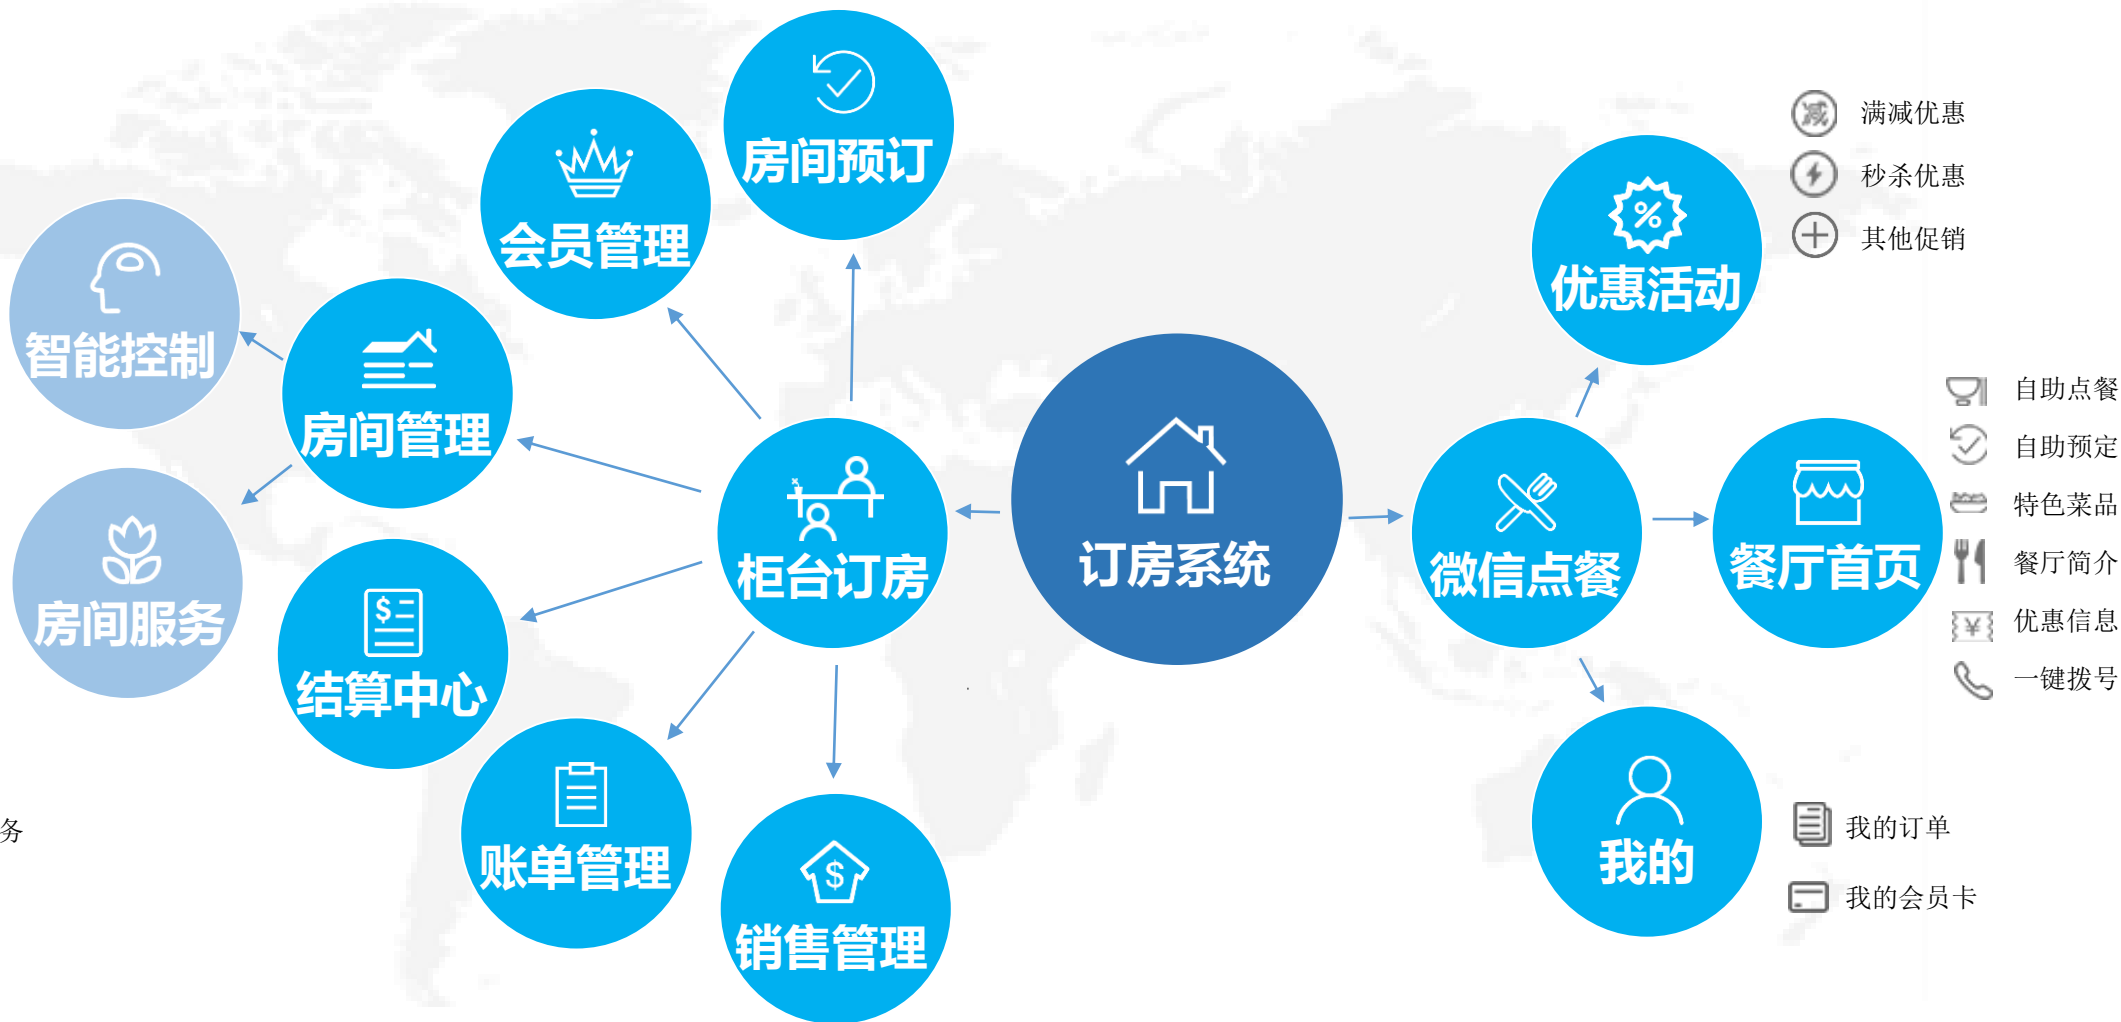 房间预订
会员管理
智能控制
房间管理
房间服务
结算中心
账单管理
销售管理
柜台订房
订房系统
微信点餐
优惠活动
满减优惠
秒杀优惠
其他促销
餐厅首页
自助点餐
自助预定
特色菜品
餐厅简介
优惠信息
一键拨号
我的
我的订单
我的会员卡
务